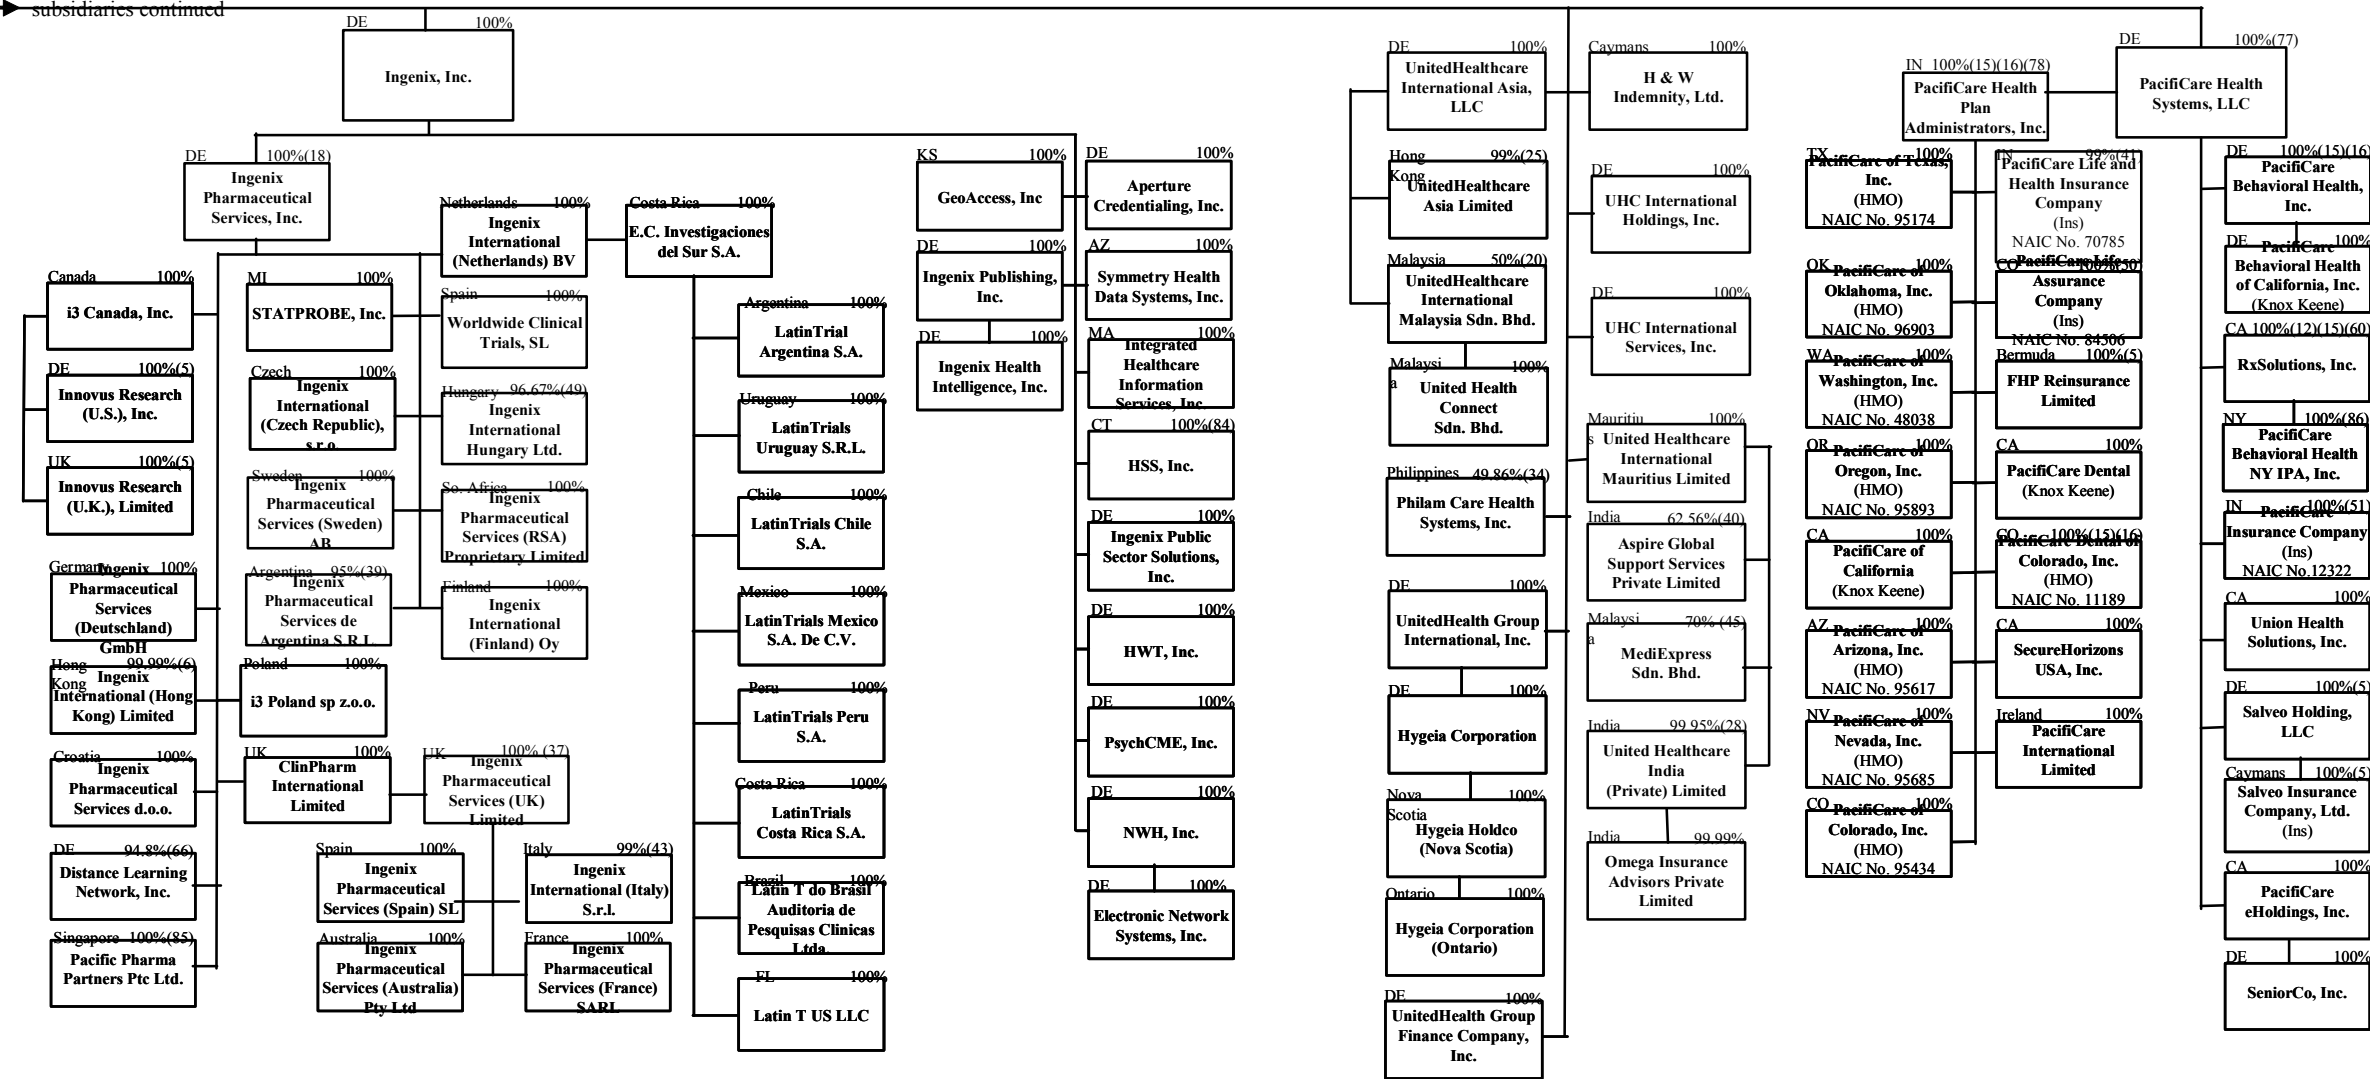 subsidiaries continued
DE 100%
Ingenix, Inc.
DE 100%(18)
Ingenix
Pharmaceutical
Services, Inc.
Canada 100%
i3 Canada, Inc.
DE 100%(5)
Innovus Research
(U.S.), Inc.
UK 100%(5)
Innovus Research
(U.K.), Limited
Germany 100%
Ingenix
Pharmaceutical
Services
(Deutschland)
GmbH
Hong
Kong
99.99%(6)
Ingenix
International (Hong
Kong) Limited
Croatia 100%
Ingenix
Pharmaceutical
Services d.o.o.
DE 94.8%(66)
Distance Learning
Network, Inc.
Singapore 100%(85)
Pacific Pharma
Partners Ptc Ltd.
MI 100%
STATPROBE, Inc.
Czech 100%
Ingenix
International
(Czech Republic),
s.r.o.
Sweden 100%
Ingenix
Pharmaceutical
Services (Sweden)
AB
Argentina 95%(39)
Ingenix
Pharmaceutical
Services de
Argentina S.R.L.
Poland 100%
i3 Poland sp z.o.o.
UK 100%
ClinPharm
International
Limited
UK 100% (37)
Ingenix
Pharmaceutical
Services (UK)
Limited
Spain 100%
Ingenix
Pharmaceutical
Services (Spain) SL
Italy 99%(43)
Ingenix
International (Italy)
S.r.l.
Australia 100%
Ingenix
Pharmaceutical
Services (Australia)
Pty Ltd
France 100%
Ingenix
Pharmaceutical
Services (France)
SARL
Netherlands 100%
Ingenix
International
(Netherlands) BV
Spain 100%
Worldwide Clinical
Trials, SL
Hungary 96.67%(49)
Ingenix
International
Hungary Ltd.
So. Africa 100%
Ingenix
Pharmaceutical
Services (RSA)
Proprietary Limited
Finland 100%
Ingenix
International
(Finland) Oy
Costa Rica 100%
E.C. Investigaciones
del Sur S.A.
Argentina 100%
LatinTrial
Argentina S.A.
Uruguay 100%
LatinTrials
Uruguay S.R.L.
Chile 100%
LatinTrials Chile
S.A.
Mexico 100%
LatinTrials Mexico
S.A. De C.V.
Peru 100%
LatinTrials Peru
S.A.
Costa Rica 100%
LatinTrials
Costa Rica S.A.
Brazil 100%
Latin T do Brasil
Auditoria de
Pesquisas Clinicas
Ltda.
FL 100%
Latin T US LLC
KS 100%
GeoAccess, Inc
DE 100%
Ingenix Publishing,
Inc.
DE 100%
Ingenix Health
Intelligence, Inc.
DE 100%
Aperture
Credentialing, Inc.
AZ 100%
Symmetry Health
Data Systems, Inc.
MA 100%
Integrated
Healthcare
Information
Services, Inc.
CT 100%(84)
HSS, Inc.
DE 100%
Ingenix Public
Sector Solutions,
Inc.
DE 100%
HWT, Inc.
DE 100%
PsychCME, Inc.
DE 100%
NWH, Inc.
DE 100%
Electronic Network
Systems, Inc.
DE 100%
UnitedHealthcare
International Asia,
LLC
Hong
Kong
99%(25)
UnitedHealthcare
Asia Limited
Malaysia 50%(20)
UnitedHealthcare
International
Malaysia Sdn. Bhd.
Malaysi
a
100%
United Health
Connect
Sdn. Bhd.
Philippines 49.86%(34)
Philam Care Health
Systems, Inc.
DE 100%
UnitedHealth Group
International, Inc.
DE 100%
Hygeia Corporation
Nova
Scotia
100%
Hygeia Holdco
(Nova Scotia)
Ontario 100%
Hygeia Corporation
(Ontario)
DE 100%
UnitedHealth Group
Finance Company,
Inc.
Caymans 100%
H & W
Indemnity, Ltd.
DE 100%
UHC International
Holdings, Inc.
DE 100%
UHC International
Services, Inc.
Mauritiu
s
100%
United Healthcare
International
Mauritius Limited
India 62.56%(40)
Aspire Global
Support Services
Private Limited
Malaysi
a
70% (45)
MediExpress
Sdn. Bhd.
India 99.95%(28)
United Healthcare
India
(Private) Limited
India 99.99%
Omega Insurance
Advisors Private
Limited
DE 100%(77)
PacifiCare Health
Systems, LLC
IN 100%(15)(16)(78)
PacifiCare Health
Plan
Administrators, Inc.
TX 100%
PacifiCare of Texas,
Inc.
(HMO)
NAIC No. 95174
OK 100%
PacifiCare of
Oklahoma, Inc.
(HMO)
NAIC No. 96903
WA 100%
PacifiCare of
Washington, Inc.
(HMO)
NAIC No. 48038
OR 100%
PacifiCare of
Oregon, Inc.
(HMO)
NAIC No. 95893
CA 100%
PacifiCare of
California
(Knox Keene)
AZ 100%
PacifiCare of
Arizona, Inc.
(HMO)
NAIC No. 95617
NV 100%
PacifiCare of
Nevada, Inc.
(HMO)
NAIC No. 95685
CO 100%
PacifiCare of
Colorado, Inc.
(HMO)
NAIC No. 95434
IN 99%(41)
PacifiCare Life and
Health Insurance
Company
(Ins)
NAIC No. 70785
CO 100%(50)
PacifiCare Life
Assurance
Company
(Ins)
NAIC No. 84506
Bermuda 100%(5)
FHP Reinsurance
Limited
CA 100%
PacifiCare Dental
(Knox Keene)
CO 100%(15)(16)
PacifiCare Dental of
Colorado, Inc.
(HMO)
NAIC No. 11189
CA 100%
SecureHorizons
USA, Inc.
Ireland 100%
PacifiCare
International
Limited
DE 100%(15)(16)
PacifiCare
Behavioral Health,
Inc.
DE 100%
PacifiCare
Behavioral Health
of California, Inc.
(Knox Keene)
CA 100%(12)(15)(60)
RxSolutions, Inc.
NY 100%(86)
PacifiCare
Behavioral Health
NY IPA, Inc.
IN 100%(51)
PacifiCare
Insurance Company
(Ins)
NAIC No.12322
CA 100%
Union Health
Solutions, Inc.
DE 100%(5)
Salveo Holding,
LLC
Caymans 100%(5)
Salveo Insurance
Company, Ltd.
(Ins)
CA 100%
PacifiCare
eHoldings, Inc.
DE 100%
SeniorCo, Inc.